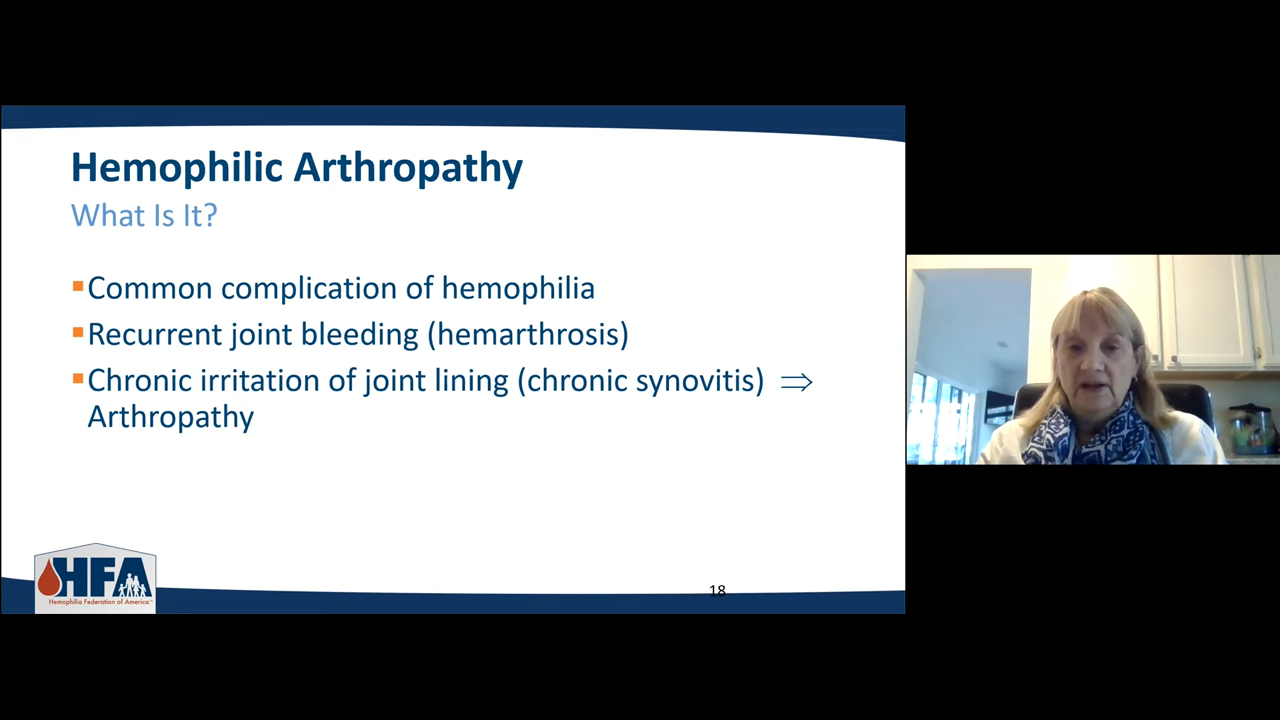 Hemophilic Arthropathy
What Is It?
▪Common complication of hemophilia
▪Recurrent joint bleeding (hemarthrosis)
▪Chronic irritation of joint lining (chronic synovitis) ⇒
Arthropathy
HFA
Hemophilia Federation of America
18